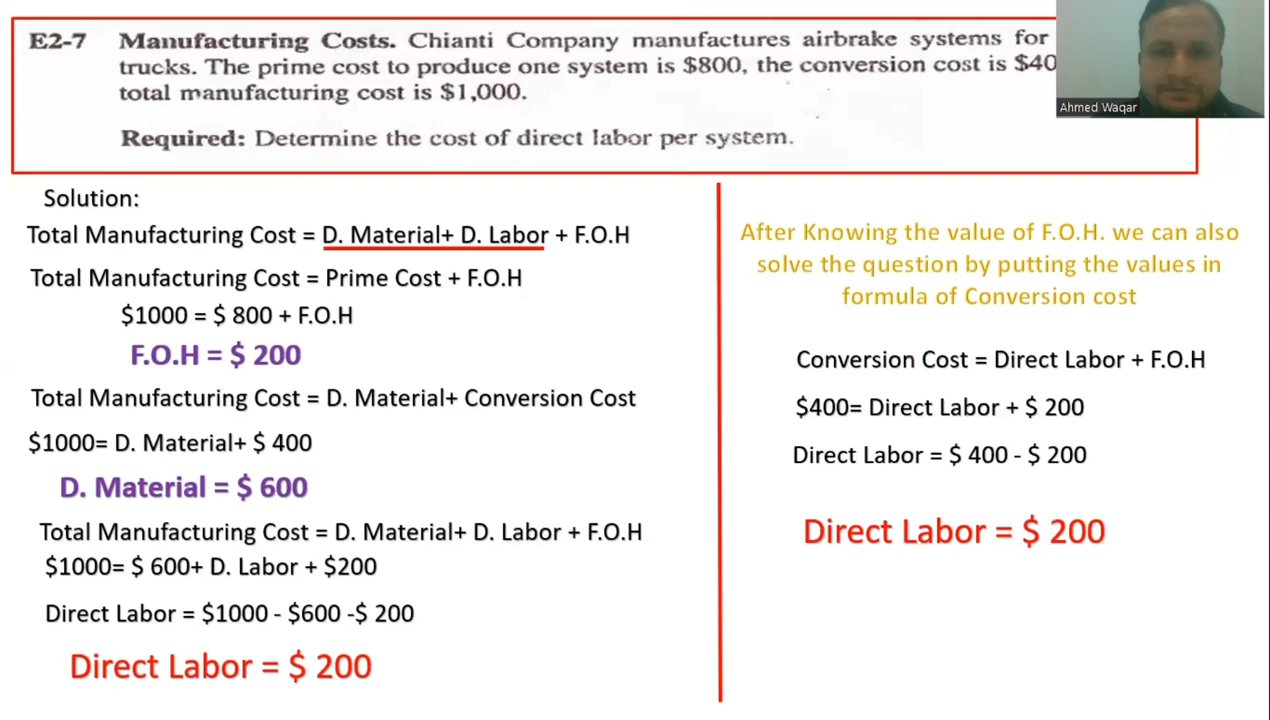 E2-7 Manufacturing Costs. Chianti Company manufactures airbrake systems for
trucks. The prime cost to produce one system is $800, the conversion cost is $40
total manufacturing cost is $1,000.
Required: Determine the cost of direct labor per system.
Ahmed Waqar
Solution:
Total Manufacturing Cost = D. Material+ D. Labor + F.O.H
Total Manufacturing Cost = Prime Cost + F.O.H
$1000 = $ 800 + F.O.H
F.O.H = $ 200
Total Manufacturing Cost = D. Material+ Conversion Cost
$1000= D. Material+ $ 400
D. Material = $ 600
Total Manufacturing Cost = D. Material+ D. Labor + F.O.H
$1000= $ 600+ D. Labor + $200
Direct Labor = $1000 - $600 -$ 200
Direct Labor = $ 200
After Knowing the value of F.O.H. we can also
solve the question by putting the values in
formula of Conversion cost
Conversion Cost = Direct Labor + F.O.H
$400= Direct Labor + $ 200
Direct Labor = $ 400 - $ 200
Direct Labor = $ 200